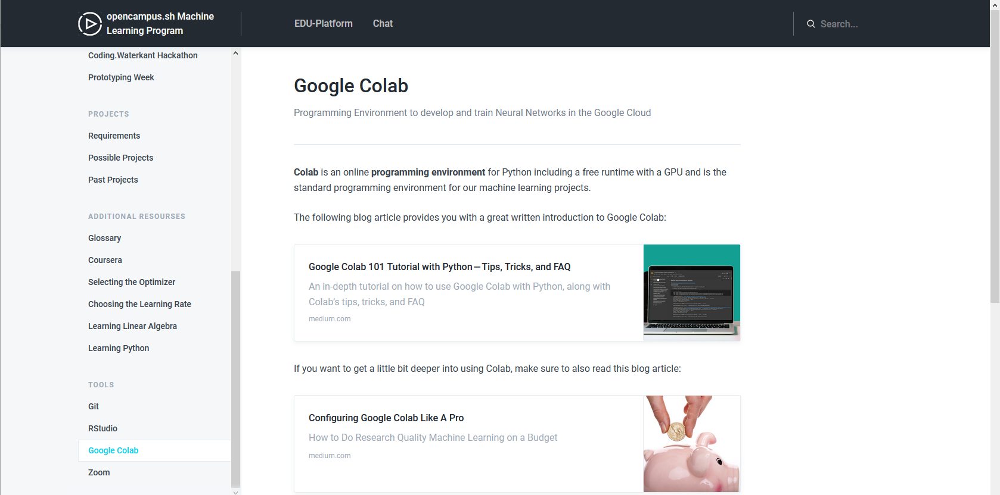 opencampus.sh Machine
Learning Program
EDU-Platform
Chat
Search...
Coding.Waterkant Hackathon
Prototyping Week
PROJECTS
Requirements
Possible Projects
Past Projects
ADDITIONAL RESOURSES
Glossary
Coursera
Selecting the Optimizer
Choosing the Learning Rate
Learning Linear Algebra
Learning Python
TOOLS
Git
RStudio
Google Colab
Zoom
Google Colab
Programming Environment to develop and train Neural Networks in the Google Cloud
Colab is an online programming environment for Python including a free runtime with a GPU and is the
standard programming environment for our machine learning projects.
The following blog article provides you with a great written introduction to Google Colab:
Google Colab 101 Tutorial with Python — Tips, Tricks, and FAQ
An in-depth tutorial on how to use Google Colab with Python, along with
Colab's tips, tricks, and FAQ
medium.com
If you want to get a little bit deeper into using Colab, make sure to also read this blog article:
Configuring Google Colab Like A Pro
How to Do Research Quality Machine Learning on a Budget
medium.com